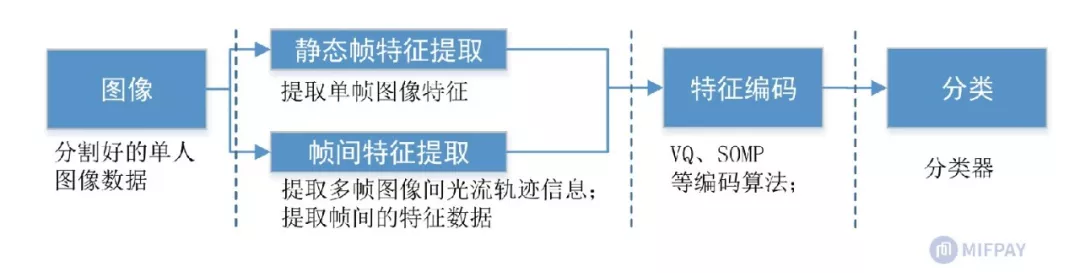 图像
分割好的单人
图像数据
静态帧特征提取
提取单帧图像特征
帧间特征提取
提取多帧图像间光流轨迹信息；
提取帧间的特征数据
特征编码
VQ、SOMP
等编码算法；
分类
分类器
MIFPAY